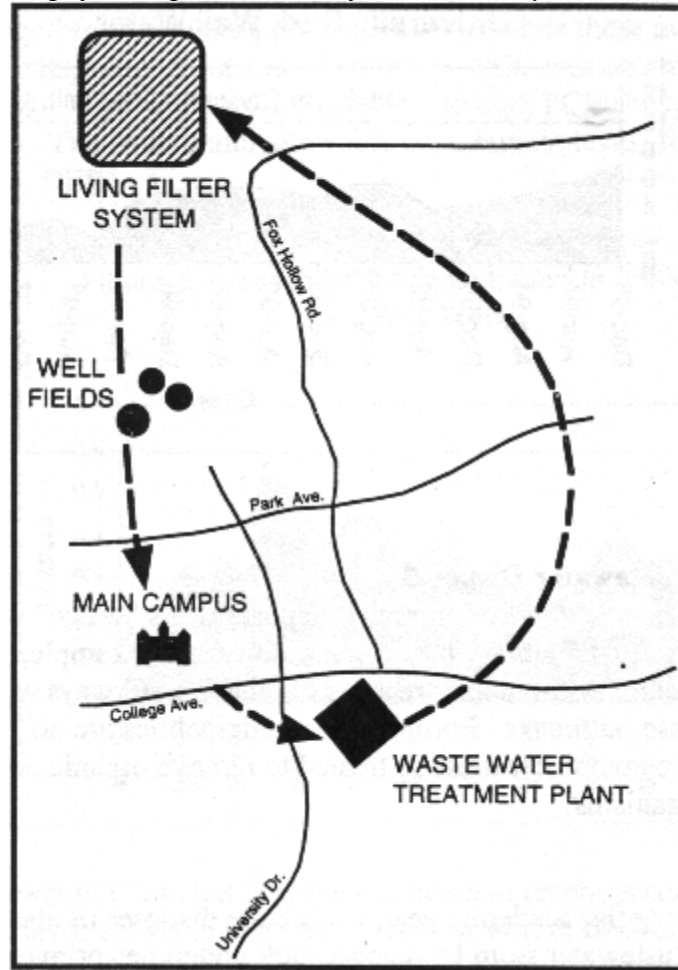 LIVING FILTER
SYSTEM
Fox Hollow Rd.
WELL
FIELDS
Park Ave.
MAIN CAMPUS
College Ave.
WASTE WATER
TREATMENT PLANT
University Dr.